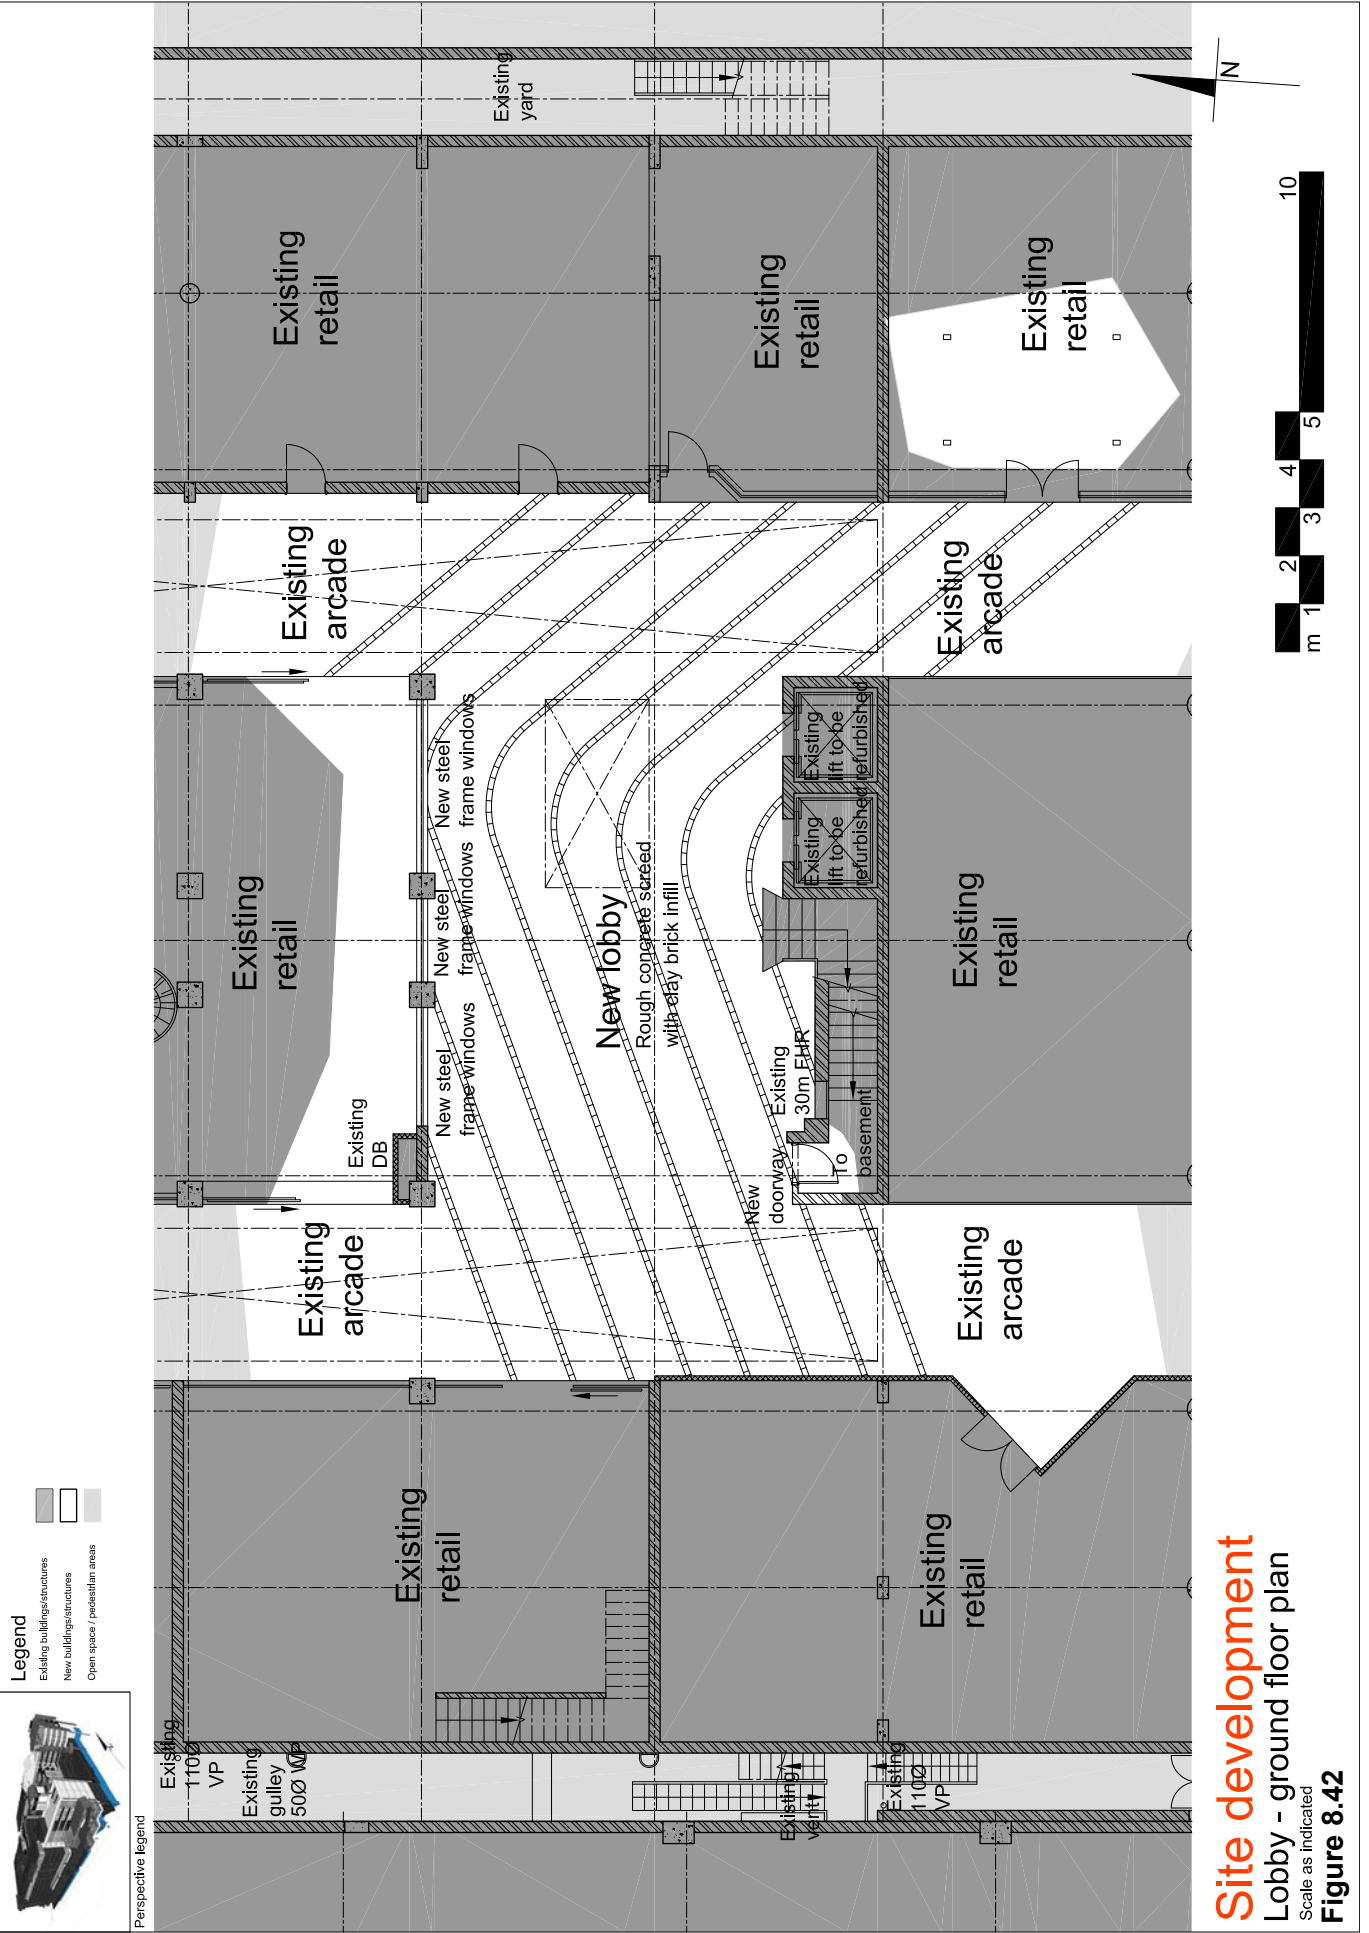 Legend
Existing buildings/structures
New buildings/structures
Open space / pedestrian areas
Perspective legend
Existing
110Ø
VP
Existing
gulley
50Ø WP
Existing
retail
Existing
arcade
Existing
DB
Existing
retail
Existing
arcade
Existing
retail
Existing
yard
New steel
frame windows
New steel
frame windows
New steel
frame windows
New lobby
Rough concrete screed
with clay brick infill
New
doorway
Existing
30m FHR
To
basement
Existing
lift to be
refurbished
Existing
lift to be
refurbished
Existing
retail
Existing
vent
Existing
110Ø
VP
Existing
retail
Existing
arcade
Existing
retail
Existing
arcade
Existing
retail
N
m
1
2
3
4
5
10
Site development
Lobby - ground floor plan
Scale as indicated
Figure 8.42